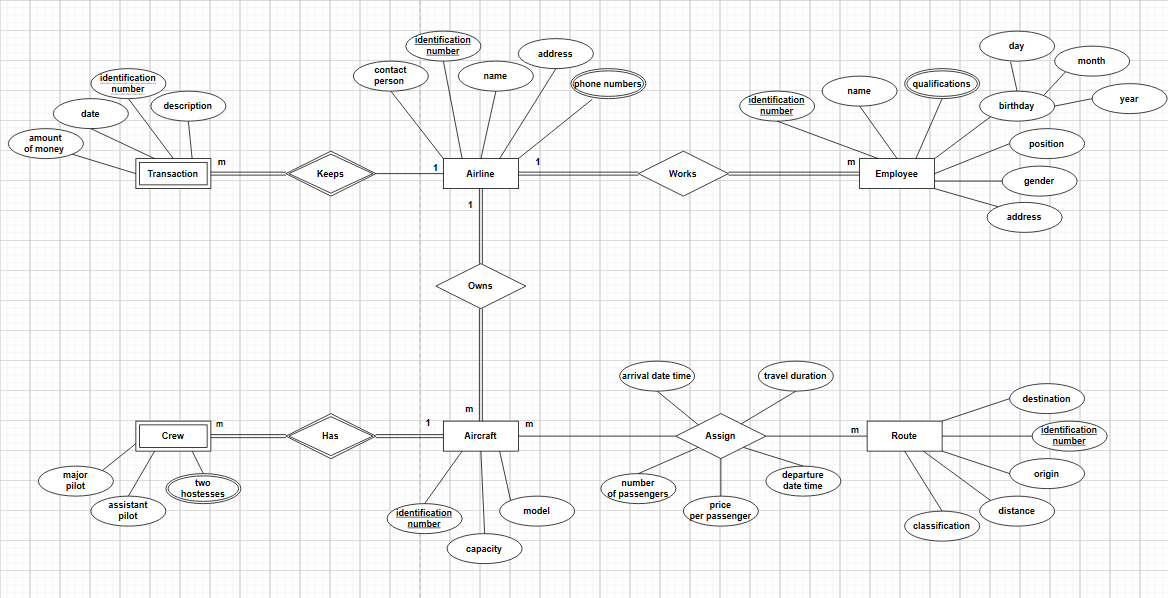 identification
number
contact
person
name
address
phone numbers
identification
number
date
description
amount
of money
Transaction
m
Keeps
1
Airline
1
1
Works
m
Employee
identification
number
name
qualifications
day
month
year
birthday
position
gender
address
Owns
m
Crew
m
Has
1
Aircraft
m
major
pilot
assistant
pilot
two
hostesses
identification
number
capacity
model
arrival date time
travel duration
Assign
number
of passengers
price
per passenger
departure
date time
m
Route
destination
identification
number
origin
distance
classification